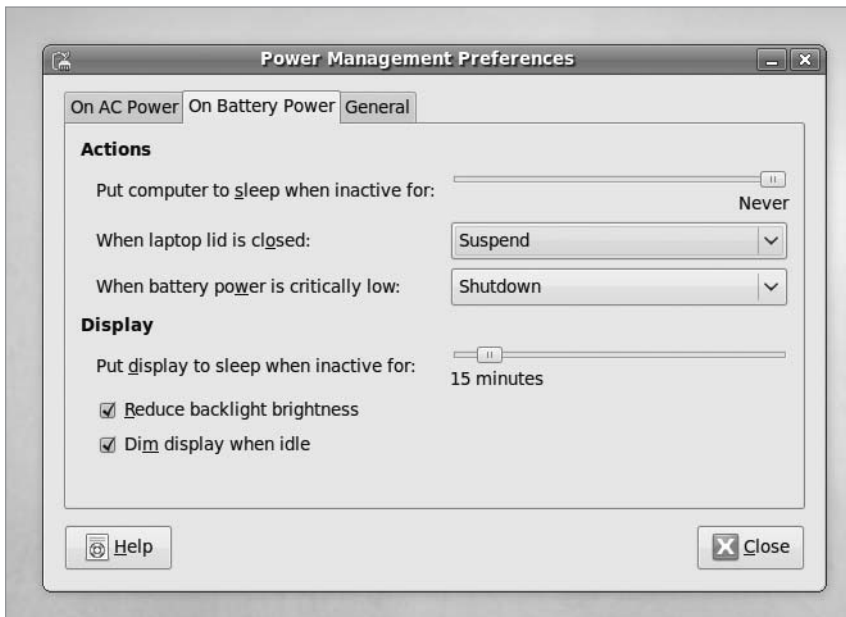 Power Management Preferences
On AC Power On Battery Power General
Actions
Put computer to sleep when inactive for:
Never
When laptop lid is closed: Suspend
When battery power is critically low: Shutdown
Display
Put display to sleep when inactive for:
15 minutes
Reduce backlight brightness
Dim display when idle
Help Close